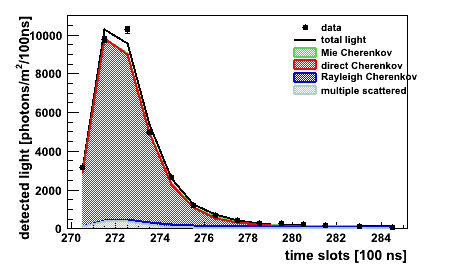 detected light [photons/m²/100ns]
10000
8000
6000
4000
2000
0
data
total light
Mie Cherenkov
direct Cherenkov
Rayleigh Cherenkov
multiple scattered
270 272 274 276 278 280 282 284
time slots [100 ns]